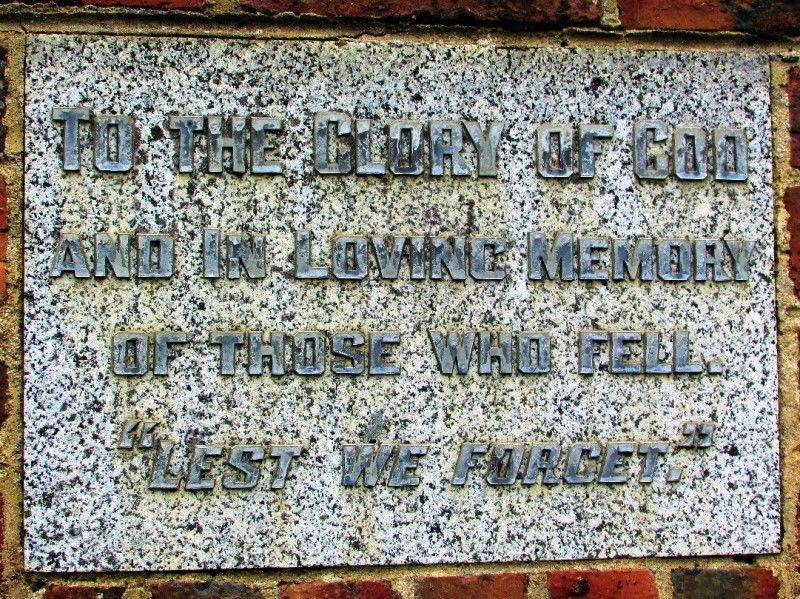 To the Glory of God
and In Loving Memory
of those who fell.
"Lest we forget."